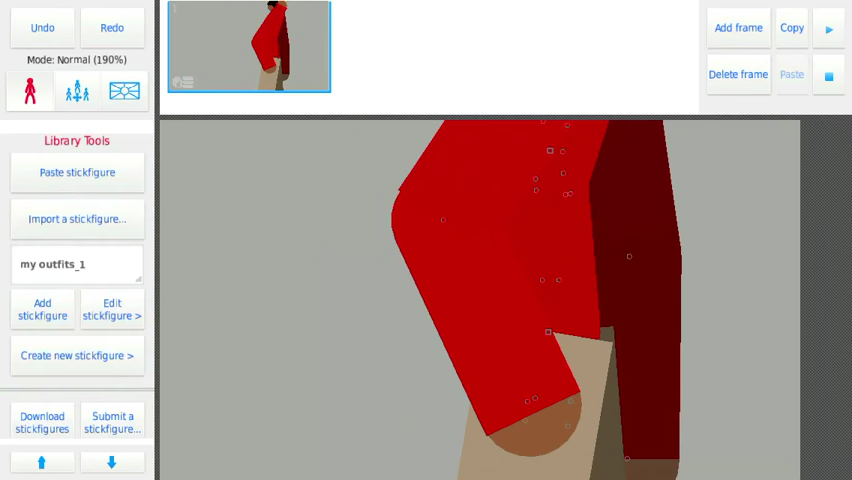 Undo
Redo
Mode: Normal (190%)
Library Tools
Paste stickfigure
Import a stickfigure...
my outfits_1
Add
stickfigure
Edit
stickfigure >
Create new stickfigure >
Download
stickfigures
Submit a
stickfigure...
1
Add frame
Copy
Delete frame
Paste